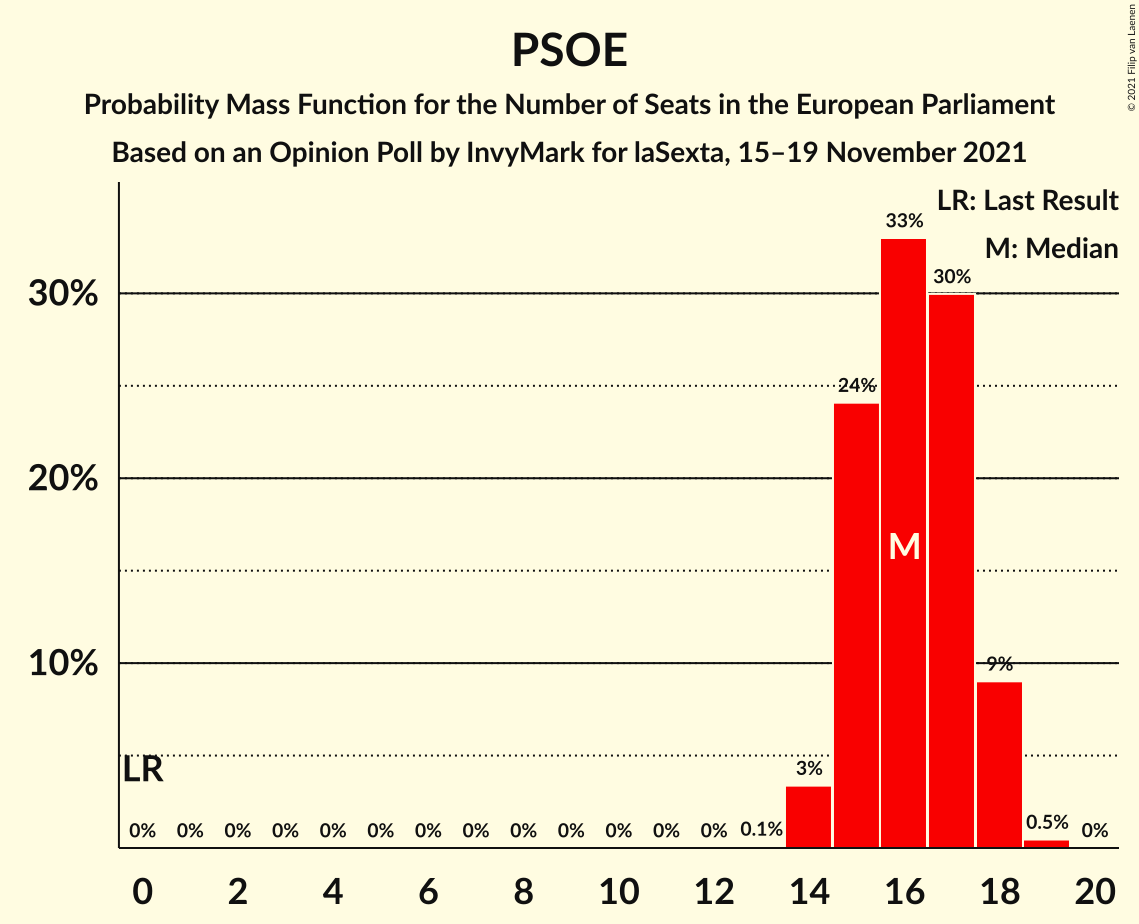 PSOE
Probability Mass Function for the Number of Seats in the European Parliament
Based on an Opinion Poll by InvyMark for laSexta, 15–19 November 2021
© 2021 Filip van Laenen
LR: Last Result
M: Median
33%
30%
30%
24%
20%
M
10%
9%
LR
3%
0% 0% 0% 0% 0% 0% 0% 0% 0% 0% 0% 0% 0% 0.1% 0.5% 0%
0 2 4 6 8 10 12 14 16 18 20